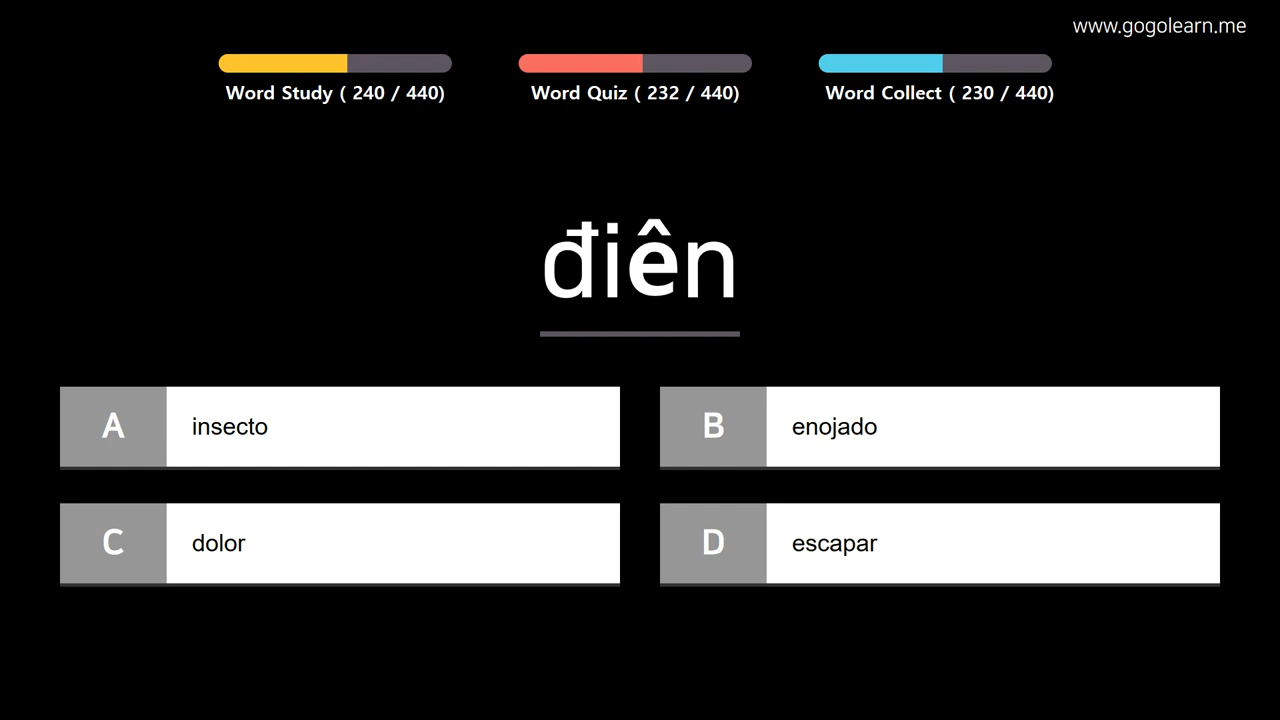 www.gogolearn.me
Word Study ( 240 / 440)
Word Quiz ( 232 / 440)
Word Collect ( 230 / 440)
điên
A insecto
B enojado
C dolor
D escapar